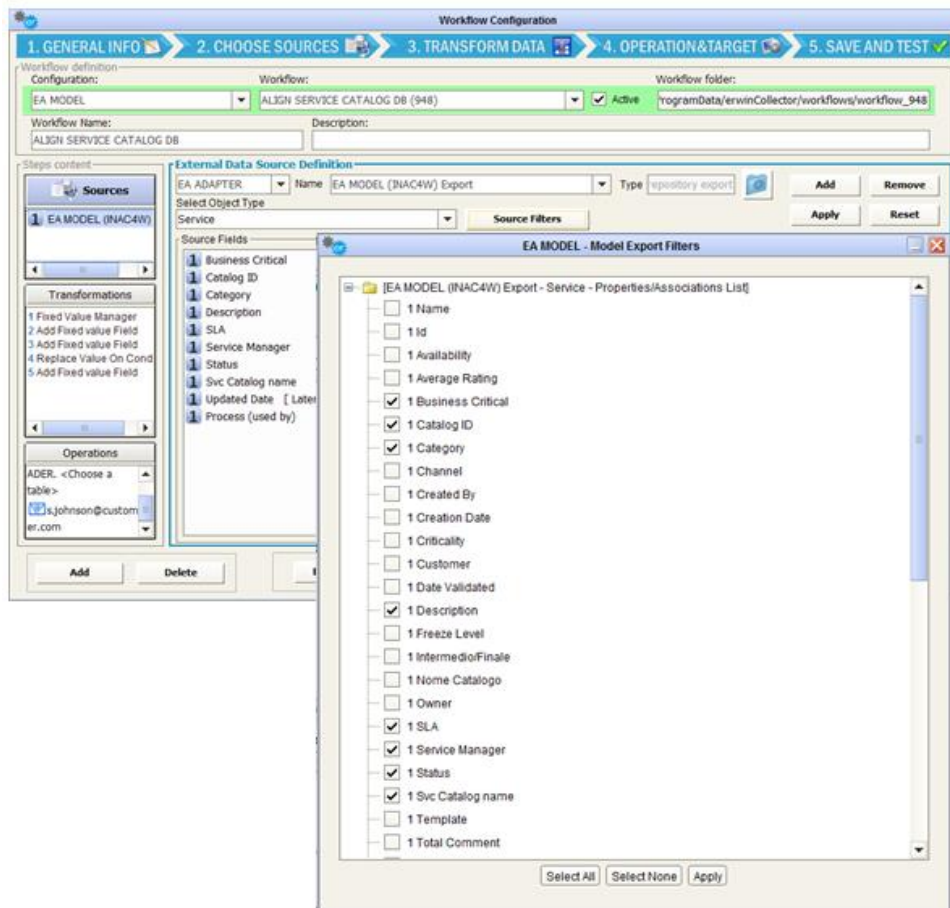 Workflow Configuration
1. GENERAL INFO 2. CHOOSE SOURCES 3. TRANSFORM DATA 4. OPERATION&TARGET 5. SAVE AND TEST
Workflow definition
Configuration: Workflow: Workflow folder:
EA MODEL ALIGN SERVICE CATALOG DB (948) Active rogramData/erwinCollector/workflows/workflow_948
Workflow Name: Description:
ALIGN SERVICE CATALOG DB
Steps content
Sources
1 EA MODEL (INAC4W)
Transformations
1 Fixed Value Manager
2 Add Fixed value Field
3 Add Fixed value Field
4 Replace Value On Cond
5 Add Fixed value Field
Operations
ADER. <Choose a
table>
s.johnson@custom
er.com
Add Delete
External Data Source Definition
EA ADAPTER Name EA MODEL (INAC4W) Export Type repository export Add Remove
Select Object Type
Service Source Filters Apply Reset
Source Fields
1 Business Critical
1 Catalog ID
1 Category
1 Description
1 SLA
1 Service Manager
1 Status
1 Svc Catalog name
1 Updated Date [ Later
1 Process (used by)
EA MODEL - Model Export Filters
[EA MODEL (INAC4W) Export - Service - Properties/Associations List]
1 Name
1 Id
1 Availability
1 Average Rating
1 Business Critical
1 Catalog ID
1 Category
1 Channel
1 Created By
1 Creation Date
1 Criticality
1 Customer
1 Date Validated
1 Description
1 Freeze Level
1 Intermedio/Finale
1 Nome Catalogo
1 Owner
1 SLA
1 Service Manager
1 Status
1 Svc Catalog name
1 Template
1 Total Comment
Select All Select None Apply